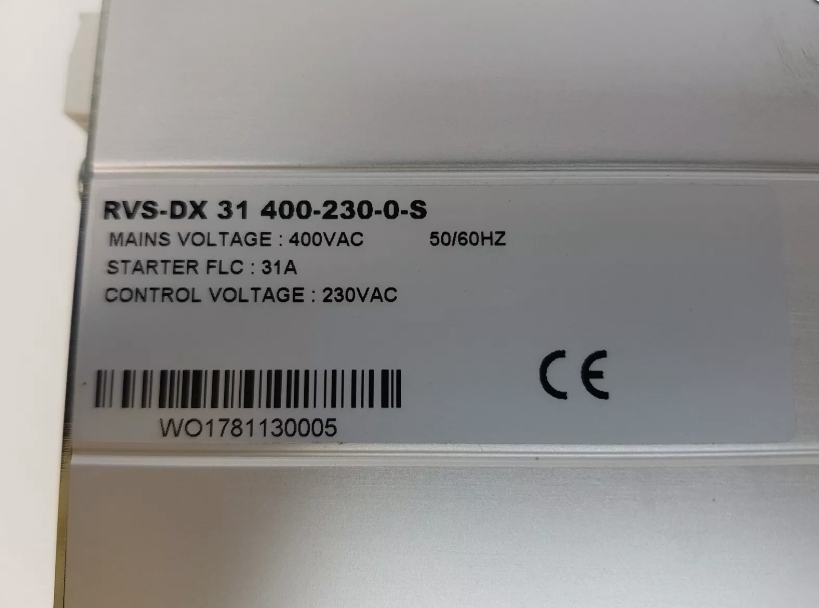 RVS-DX 31 400-230-0-S
MAINS VOLTAGE : 400VAC 50/60HZ
STARTER FLC : 31A
CONTROL VOLTAGE : 230VAC
CE
WO1781130005